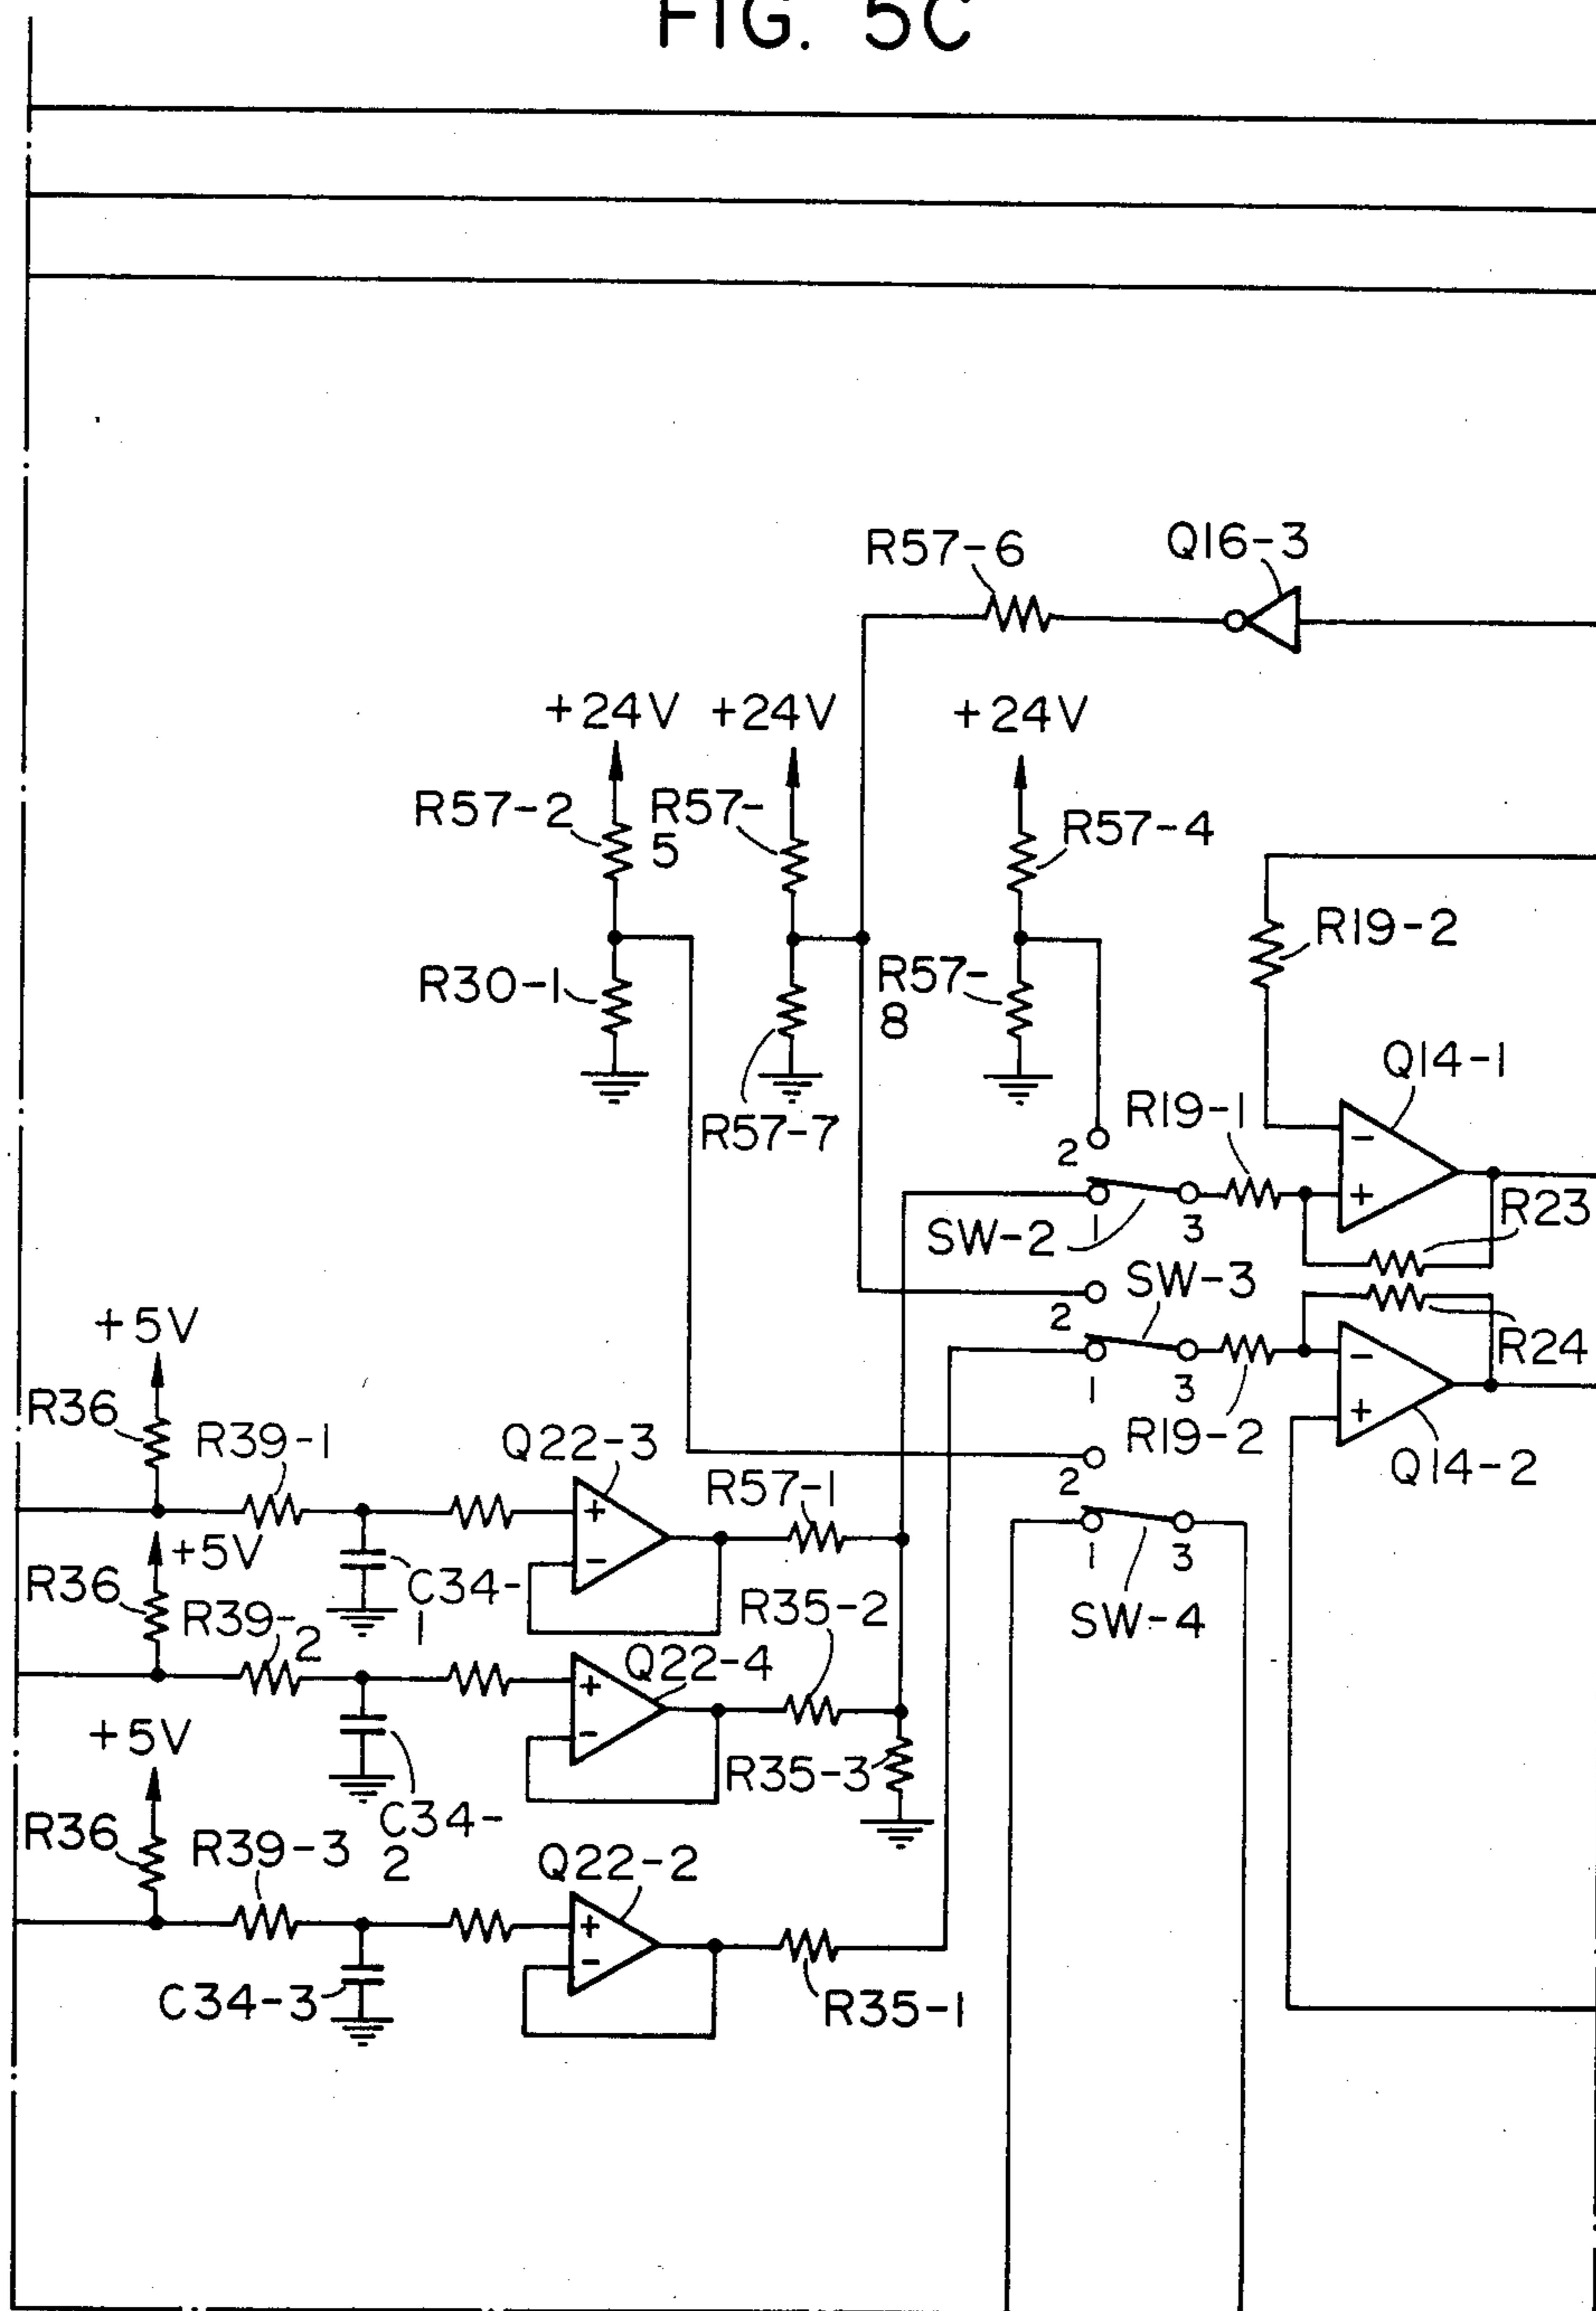 FIG. 5C
R57-6
Q16-3
+24V
+24V
+24V
R57-2
R57-
5
R57-4
R19-2
R30-1
R57-
8
R57-7
Q14-1
R19-1
2
-
+
1
3
SW-2
R23
SW-3
2
1
3
R24
-
+
R19-2
Q14-2
2
1
3
SW-4
+5V
R36
R39-1
Q22-3
+
-
R57-1
C34-
1
+5V
R36
R39-
2
Q22-4
+
-
R35-2
R35-3
C34-
2
+5V
R36
R39-3
Q22-2
+
-
C34-3
R35-1